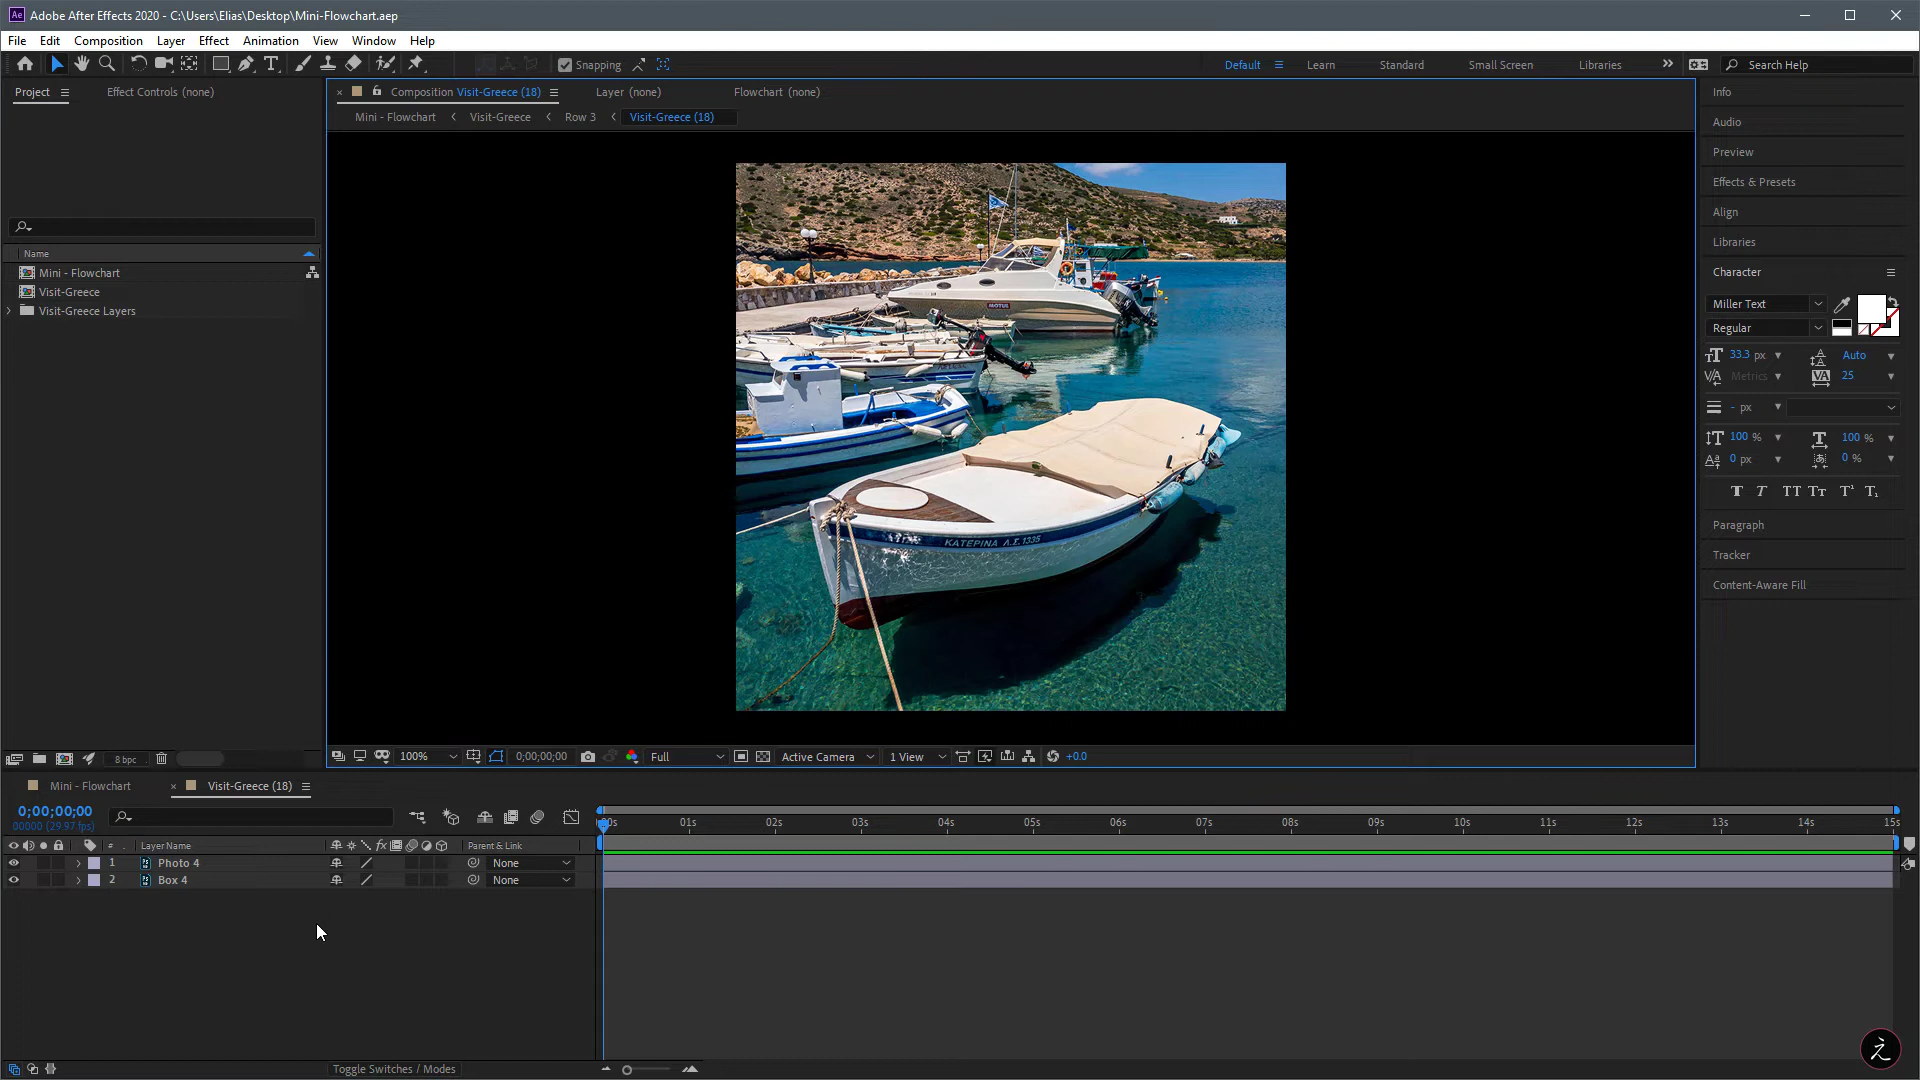 Adobe After Effects 2020 - C:\Users\Elias\Desktop\Mini-Flowchart.aep
File Edit Composition Layer Effect Animation View Window Help
Snapping
Default Learn Standard Small Screen Libraries Search Help
Project Effect Controls (none)
Composition Visit-Greece (18) Layer (none) Flowchart (none)
Mini - Flowchart Visit-Greece Row 3 Visit-Greece (18)
Name
Mini - Flowchart
Visit-Greece
Visit-Greece Layers
MOTUL
ΚΑΤΕΡΙΝΑ Λ.Σ.1335
Info
Audio
Preview
Effects & Presets
Align
Libraries
Character
Miller Text
Regular
33.3 px Auto
Metrics 25
- px
100 % 100 %
0 px 0 %
Paragraph
Tracker
Content-Aware Fill
8 bpc
100% 0;00;00;00 Full Active Camera 1 View +0.0
Mini - Flowchart Visit-Greece (18)
0;00;00;00
00000 (29.97 fps)
# Layer Name Parent & Link
1 Photo 4 None
2 Box 4 None
00s 01s 02s 03s 04s 05s 06s 07s 08s 09s 10s 11s 12s 13s 14s 15s
Toggle Switches / Modes